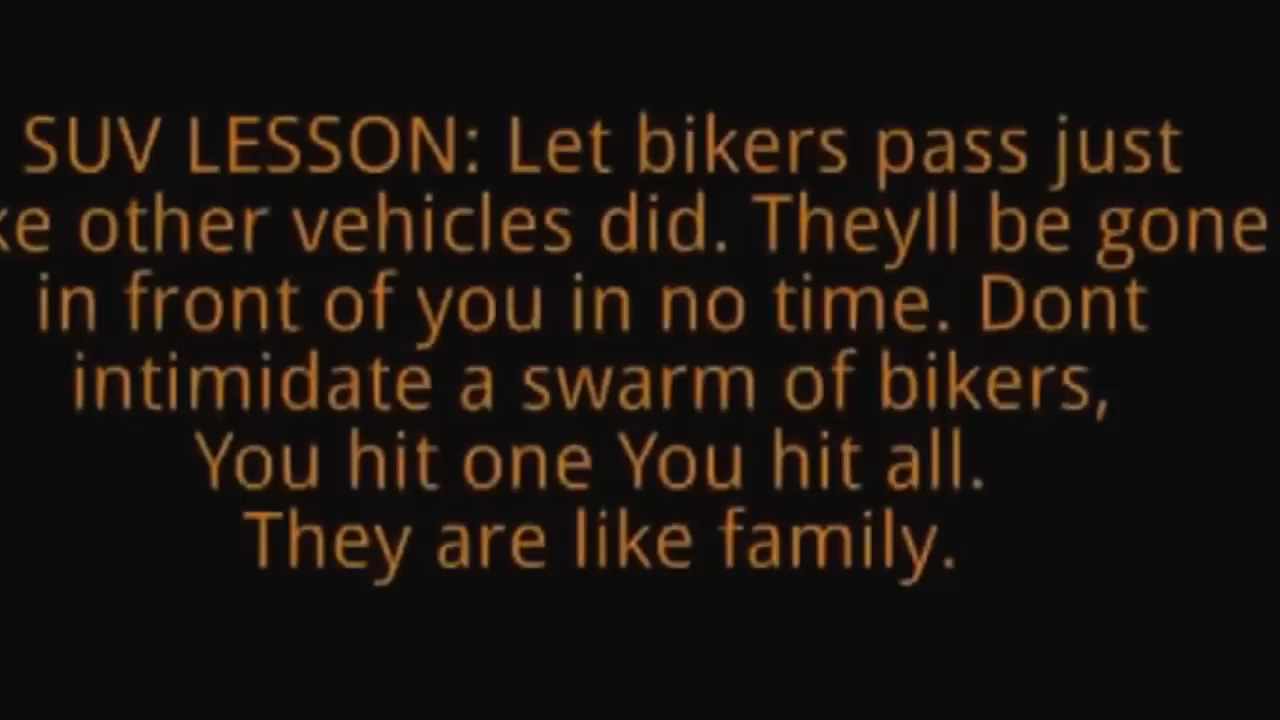 SUV LESSON: Let bikers pass just
ke other vehicles did. Theyll be gone
in front of you in no time. Dont
intimidate a swarm of bikers,
You hit one You hit all.
They are like family.